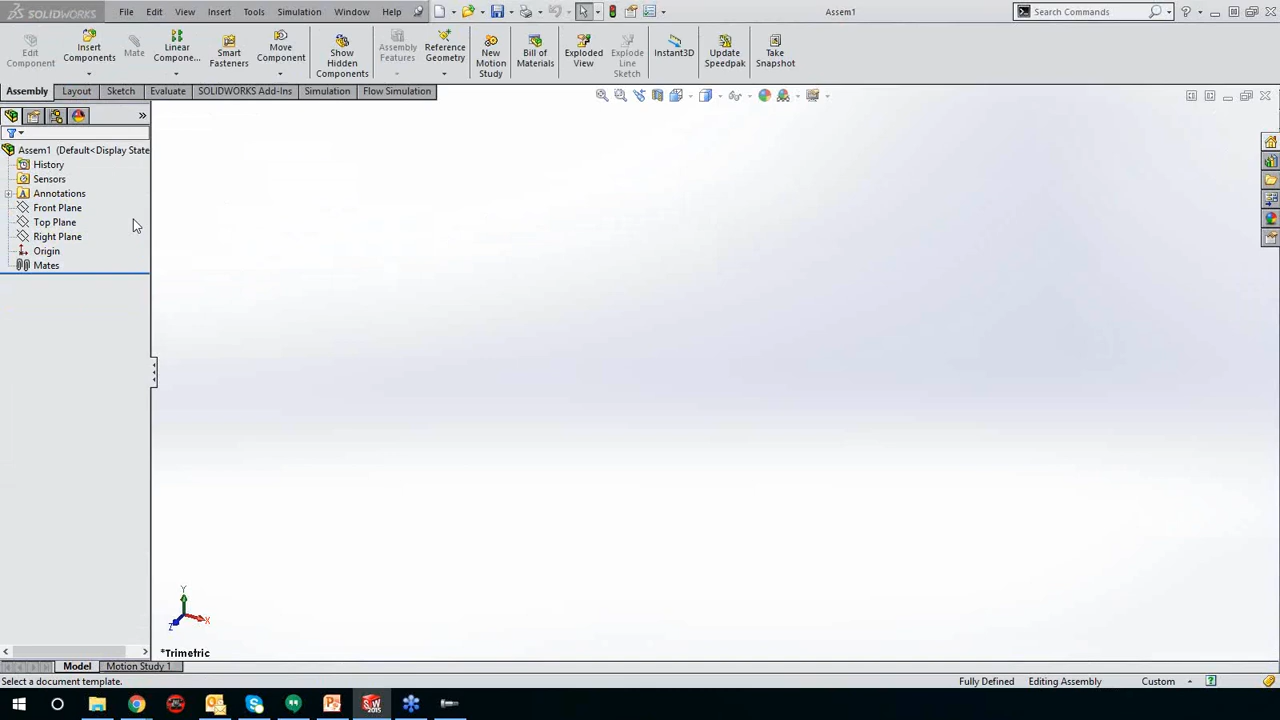 SOLIDWORKS File Edit View Insert Tools Simulation Window Help Assem1 Search Commands
Edit Component
Insert Components
Mate
Linear Compone...
Smart Fasteners
Move Component
Show Hidden Components
Assembly Features
Reference Geometry
New Motion Study
Bill of Materials
Exploded View
Explode Line Sketch
Instant3D
Update Speedpak
Take Snapshot
Assembly Layout Sketch Evaluate SOLIDWORKS Add-Ins Simulation Flow Simulation
Assem1 (Default<Display State
History
Sensors
A Annotations
Front Plane
Top Plane
Right Plane
Origin
Mates
Y
X
Z
*Trimetric
Model Motion Study 1
Select a document template. Fully Defined Editing Assembly Custom